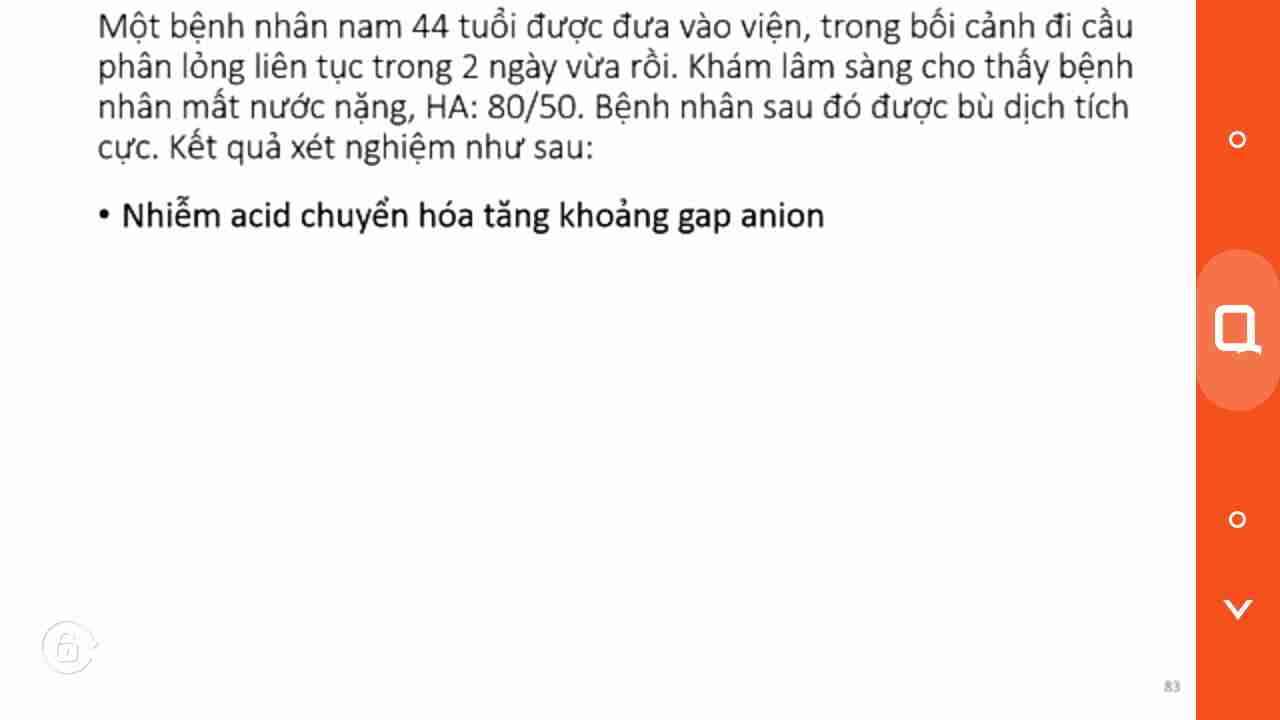 Một bệnh nhân nam 44 tuổi được đưa vào viện, trong bối cảnh đi cầu
phân lỏng liên tục trong 2 ngày vừa rồi. Khám lâm sàng cho thấy bệnh
nhân mất nước nặng, HA: 80/50. Bệnh nhân sau đó được bù dịch tích
cực. Kết quả xét nghiệm như sau:
• Nhiễm acid chuyển hóa tăng khoảng gap anion
83